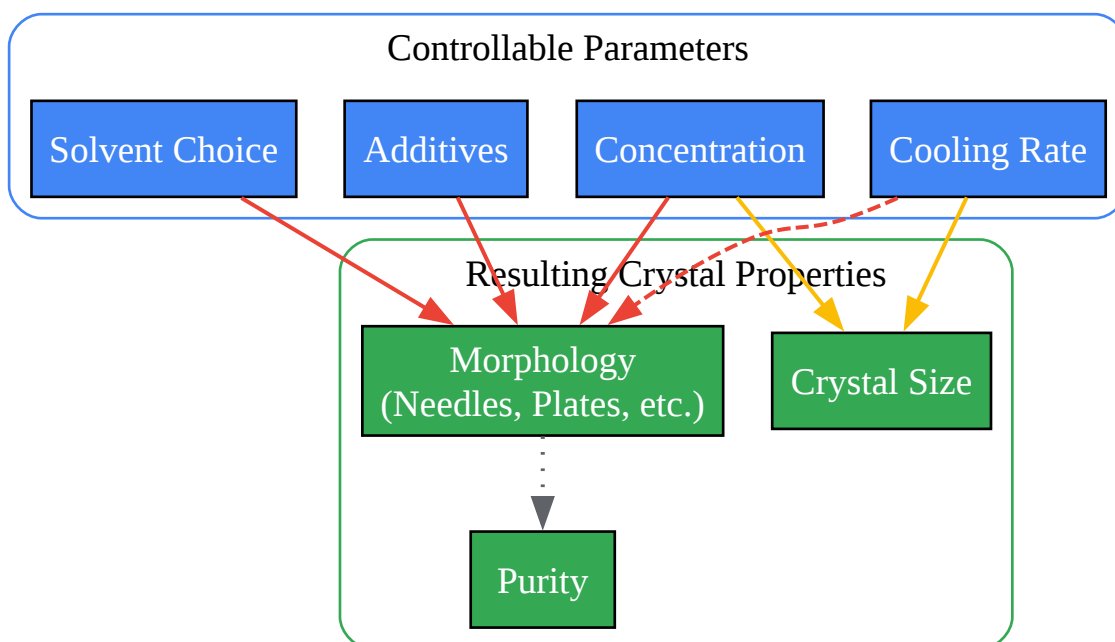 Controllable Parameters
Solvent Choice
Additives
Concentration
Cooling Rate
Resulting Crystal Properties
Morphology
(Needles, Plates, etc.)
Crystal Size
Purity